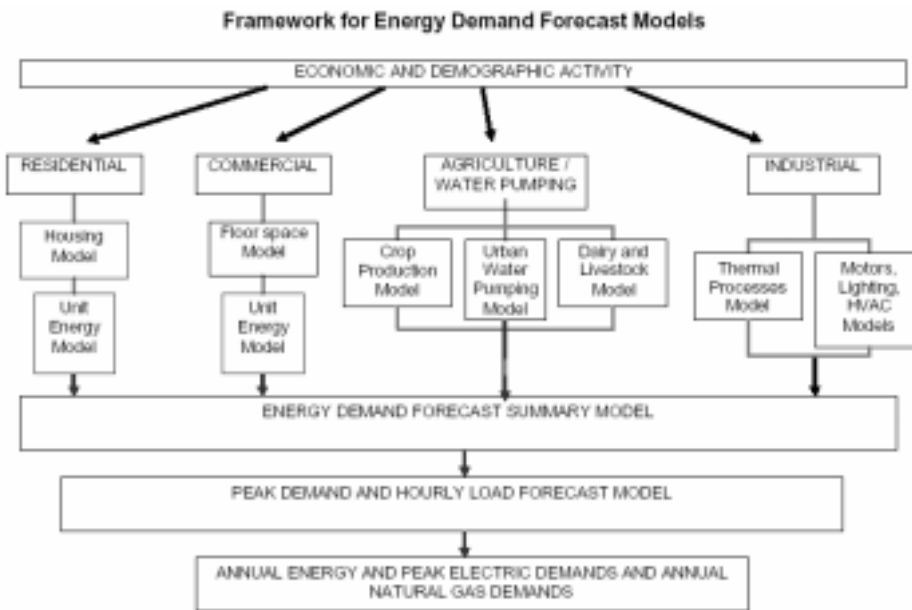 Framework for Energy Demand Forecast Models
ECONOMIC AND DEMOGRAPHIC ACTIVITY
RESIDENTIAL
COMMERCIAL
AGRICULTURE /
WATER PUMPING
INDUSTRIAL
Housing
Model
Floor space
Model
Crop
Production
Model
Urban
Water
Pumping
Model
Dairy and
Livestock
Model
Thermal
Processes
Model
Motors,
Lighting,
HVAC
Models
Unit
Energy
Model
Unit
Energy
Model
ENERGY DEMAND FORECAST SUMMARY MODEL
PEAK DEMAND AND HOURLY LOAD FORECAST MODEL
ANNUAL ENERGY AND PEAK ELECTRIC DEMANDS AND ANNUAL
NATURAL GAS DEMANDS